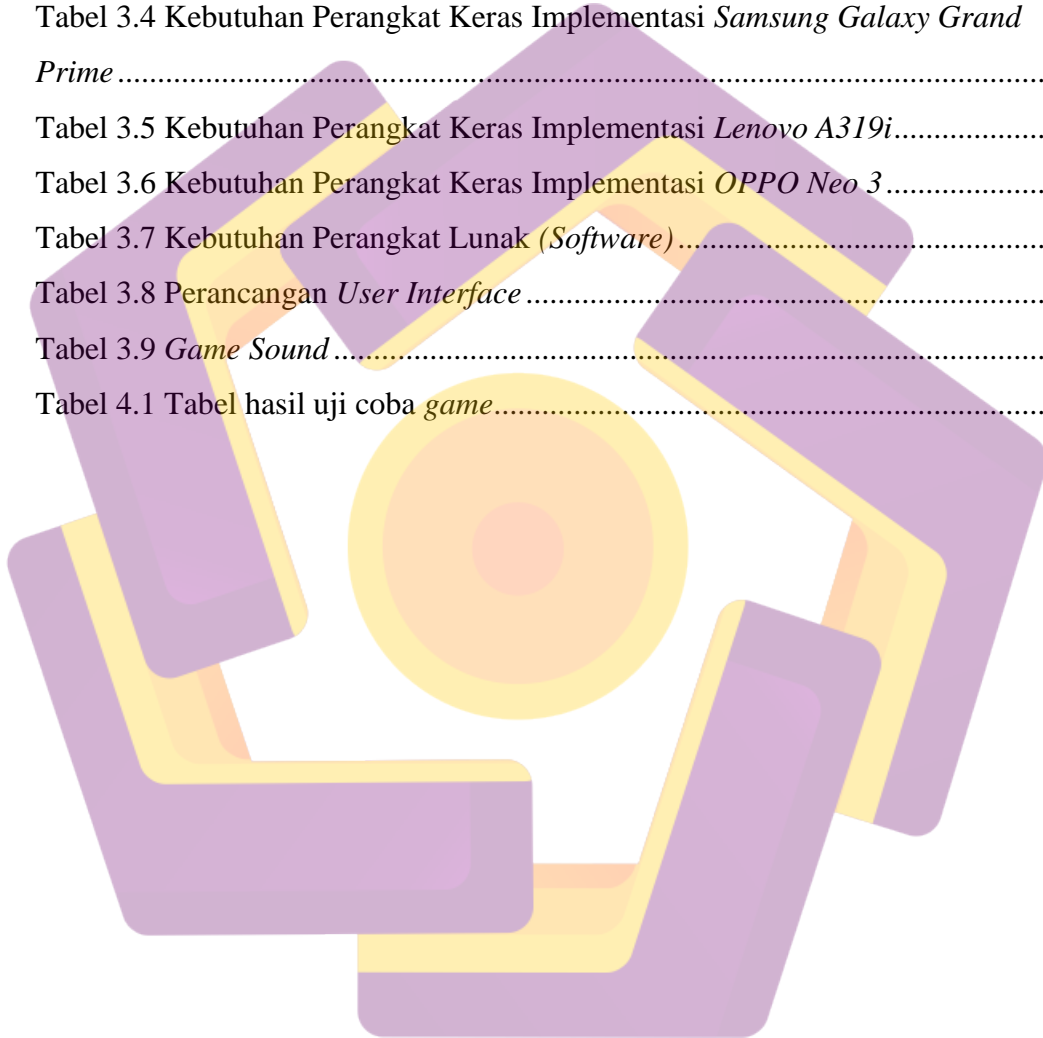 Tabel 3.4 Kebutuhan Perangkat Keras Implementasi Samsung Galaxy Grand
Prime....................................................................................................................
Tabel 3.5 Kebutuhan Perangkat Keras Implementasi Lenovo A319i...................
Tabel 3.6 Kebutuhan Perangkat Keras Implementasi OPPO Neo 3....................
Tabel 3.7 Kebutuhan Perangkat Lunak (Software)..............................................
Tabel 3.8 Perancangan User Interface.................................................................
Tabel 3.9 Game Sound.........................................................................................
Tabel 4.1 Tabel hasil uji coba game.....................................................................